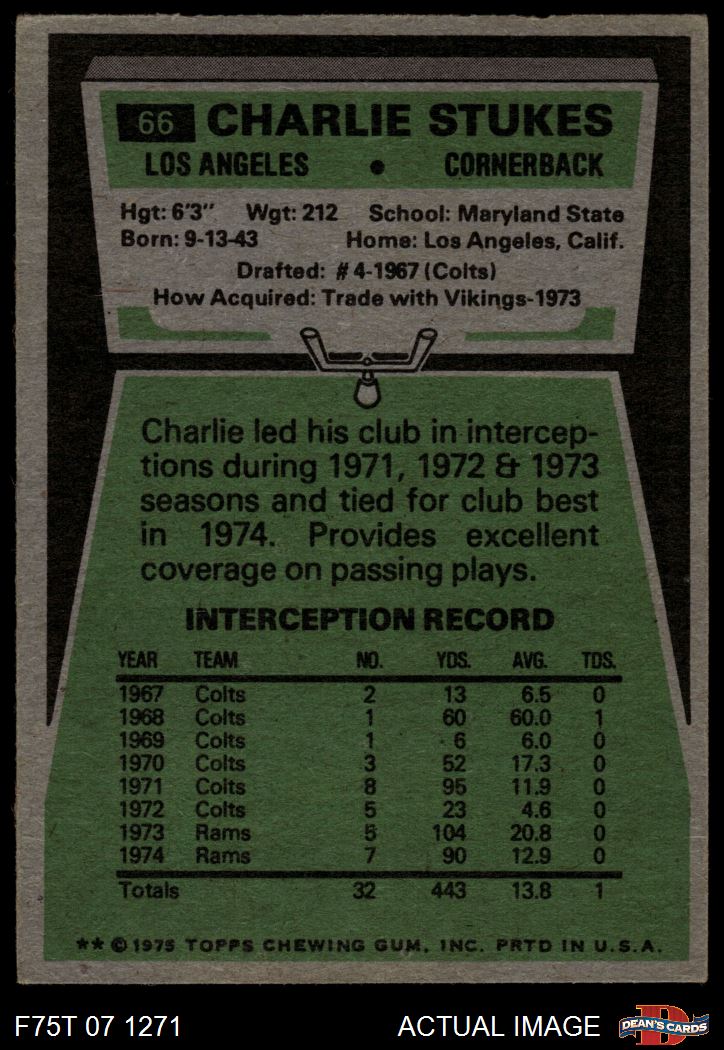 66 CHARLIE STUKES
LOS ANGELES • CORNERBACK
Hgt: 6'3" Wgt: 212 School: Maryland State
Born: 9-13-43 Home: Los Angeles, Calif.
Drafted: #4-1967 (Colts)
How Acquired: Trade with Vikings-1973
Charlie led his club in intercep-
tions during 1971, 1972 & 1973
seasons and tied for club best
in 1974. Provides excellent
coverage on passing plays.
INTERCEPTION RECORD
YEAR TEAM NO. YDS. AVG. TDS.
1967 Colts 2 13 6.5 0
1968 Colts 1 60 60.0 1
1969 Colts 1 6 6.0 0
1970 Colts 3 52 17.3 0
1971 Colts 8 95 11.9 0
1972 Colts 5 23 4.6 0
1973 Rams 5 104 20.8 0
1974 Rams 7 90 12.9 0
Totals 32 443 13.8 1
** © 1975 TOPPS CHEWING GUM, INC. PRTD IN U.S.A.
F75T 07 1271 ACTUAL IMAGE D DEAN'S CARDS